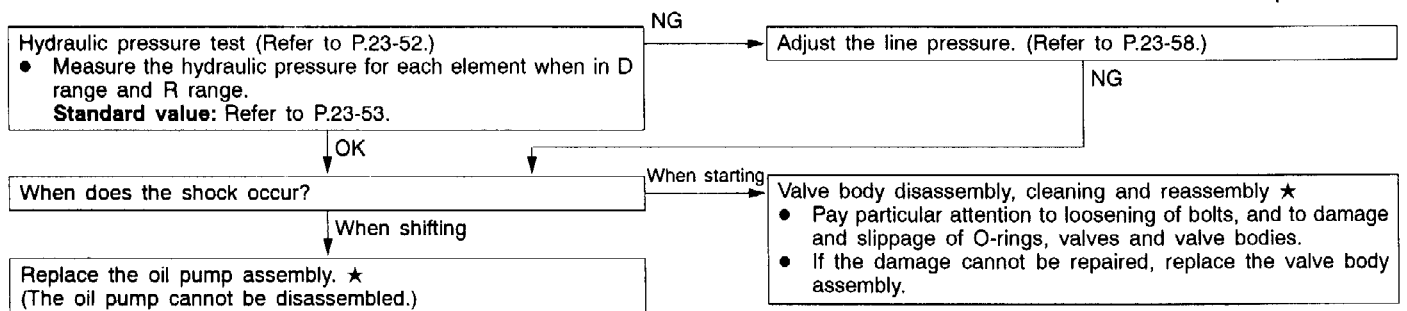 Hydraulic pressure test (Refer to P.23-52.)
● Measure the hydraulic pressure for each element when in D
range and R range.
Standard value: Refer to P.23-53.
NG
Adjust the line pressure. (Refer to P.23-58.)
NG
OK
When does the shock occur?
When starting
Valve body disassembly, cleaning and reassembly ★
● Pay particular attention to loosening of bolts, and to damage
and slippage of O-rings, valves and valve bodies.
● If the damage cannot be repaired, replace the valve body
assembly.
When shifting
Replace the oil pump assembly. ★
(The oil pump cannot be disassembled.)